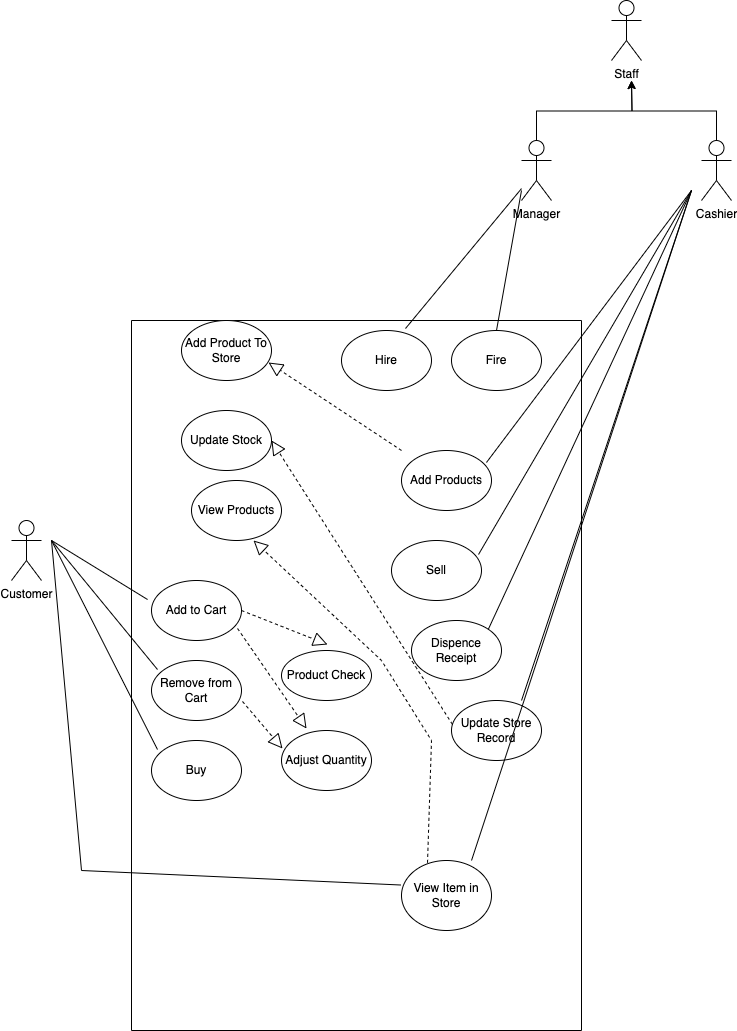 Staff
Manager
Cashier
Add Product To
Store
Hire
Fire
Update Stock
Add Products
View Products
Sell
Customer
Add to Cart
Dispence
Receipt
Product Check
Remove from
Cart
Update Store
Record
Adjust Quantity
Buy
View Item in
Store